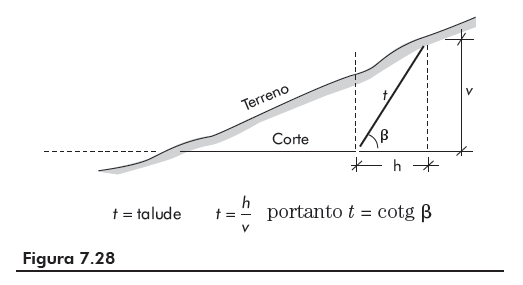 Terreno
t
v
Corte
β
h
t = talude t = h/v portanto t = cotg β
Figura 7.28